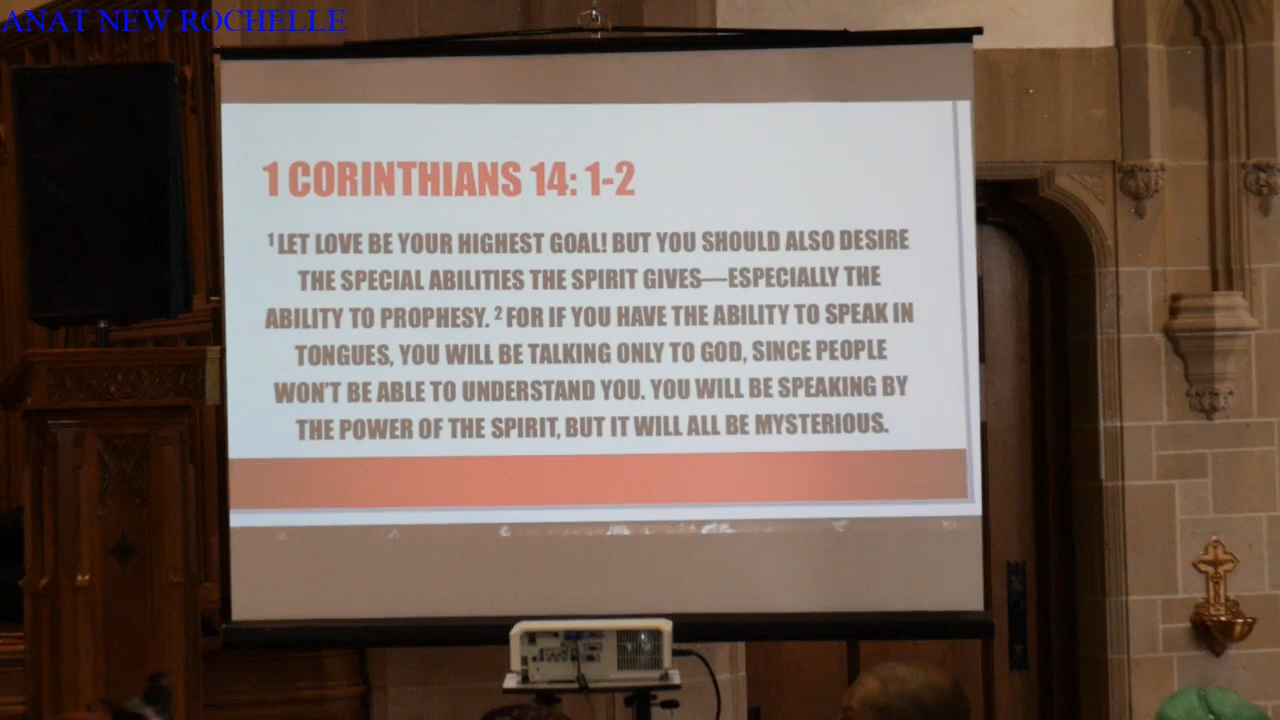 ANAT NEW ROCHELLE
1 CORINTHIANS 14: 1-2
¹ LET LOVE BE YOUR HIGHEST GOAL! BUT YOU SHOULD ALSO DESIRE
THE SPECIAL ABILITIES THE SPIRIT GIVES—ESPECIALLY THE
ABILITY TO PROPHESY. ² FOR IF YOU HAVE THE ABILITY TO SPEAK IN
TONGUES, YOU WILL BE TALKING ONLY TO GOD, SINCE PEOPLE
WON'T BE ABLE TO UNDERSTAND YOU. YOU WILL BE SPEAKING BY
THE POWER OF THE SPIRIT, BUT IT WILL ALL BE MYSTERIOUS.